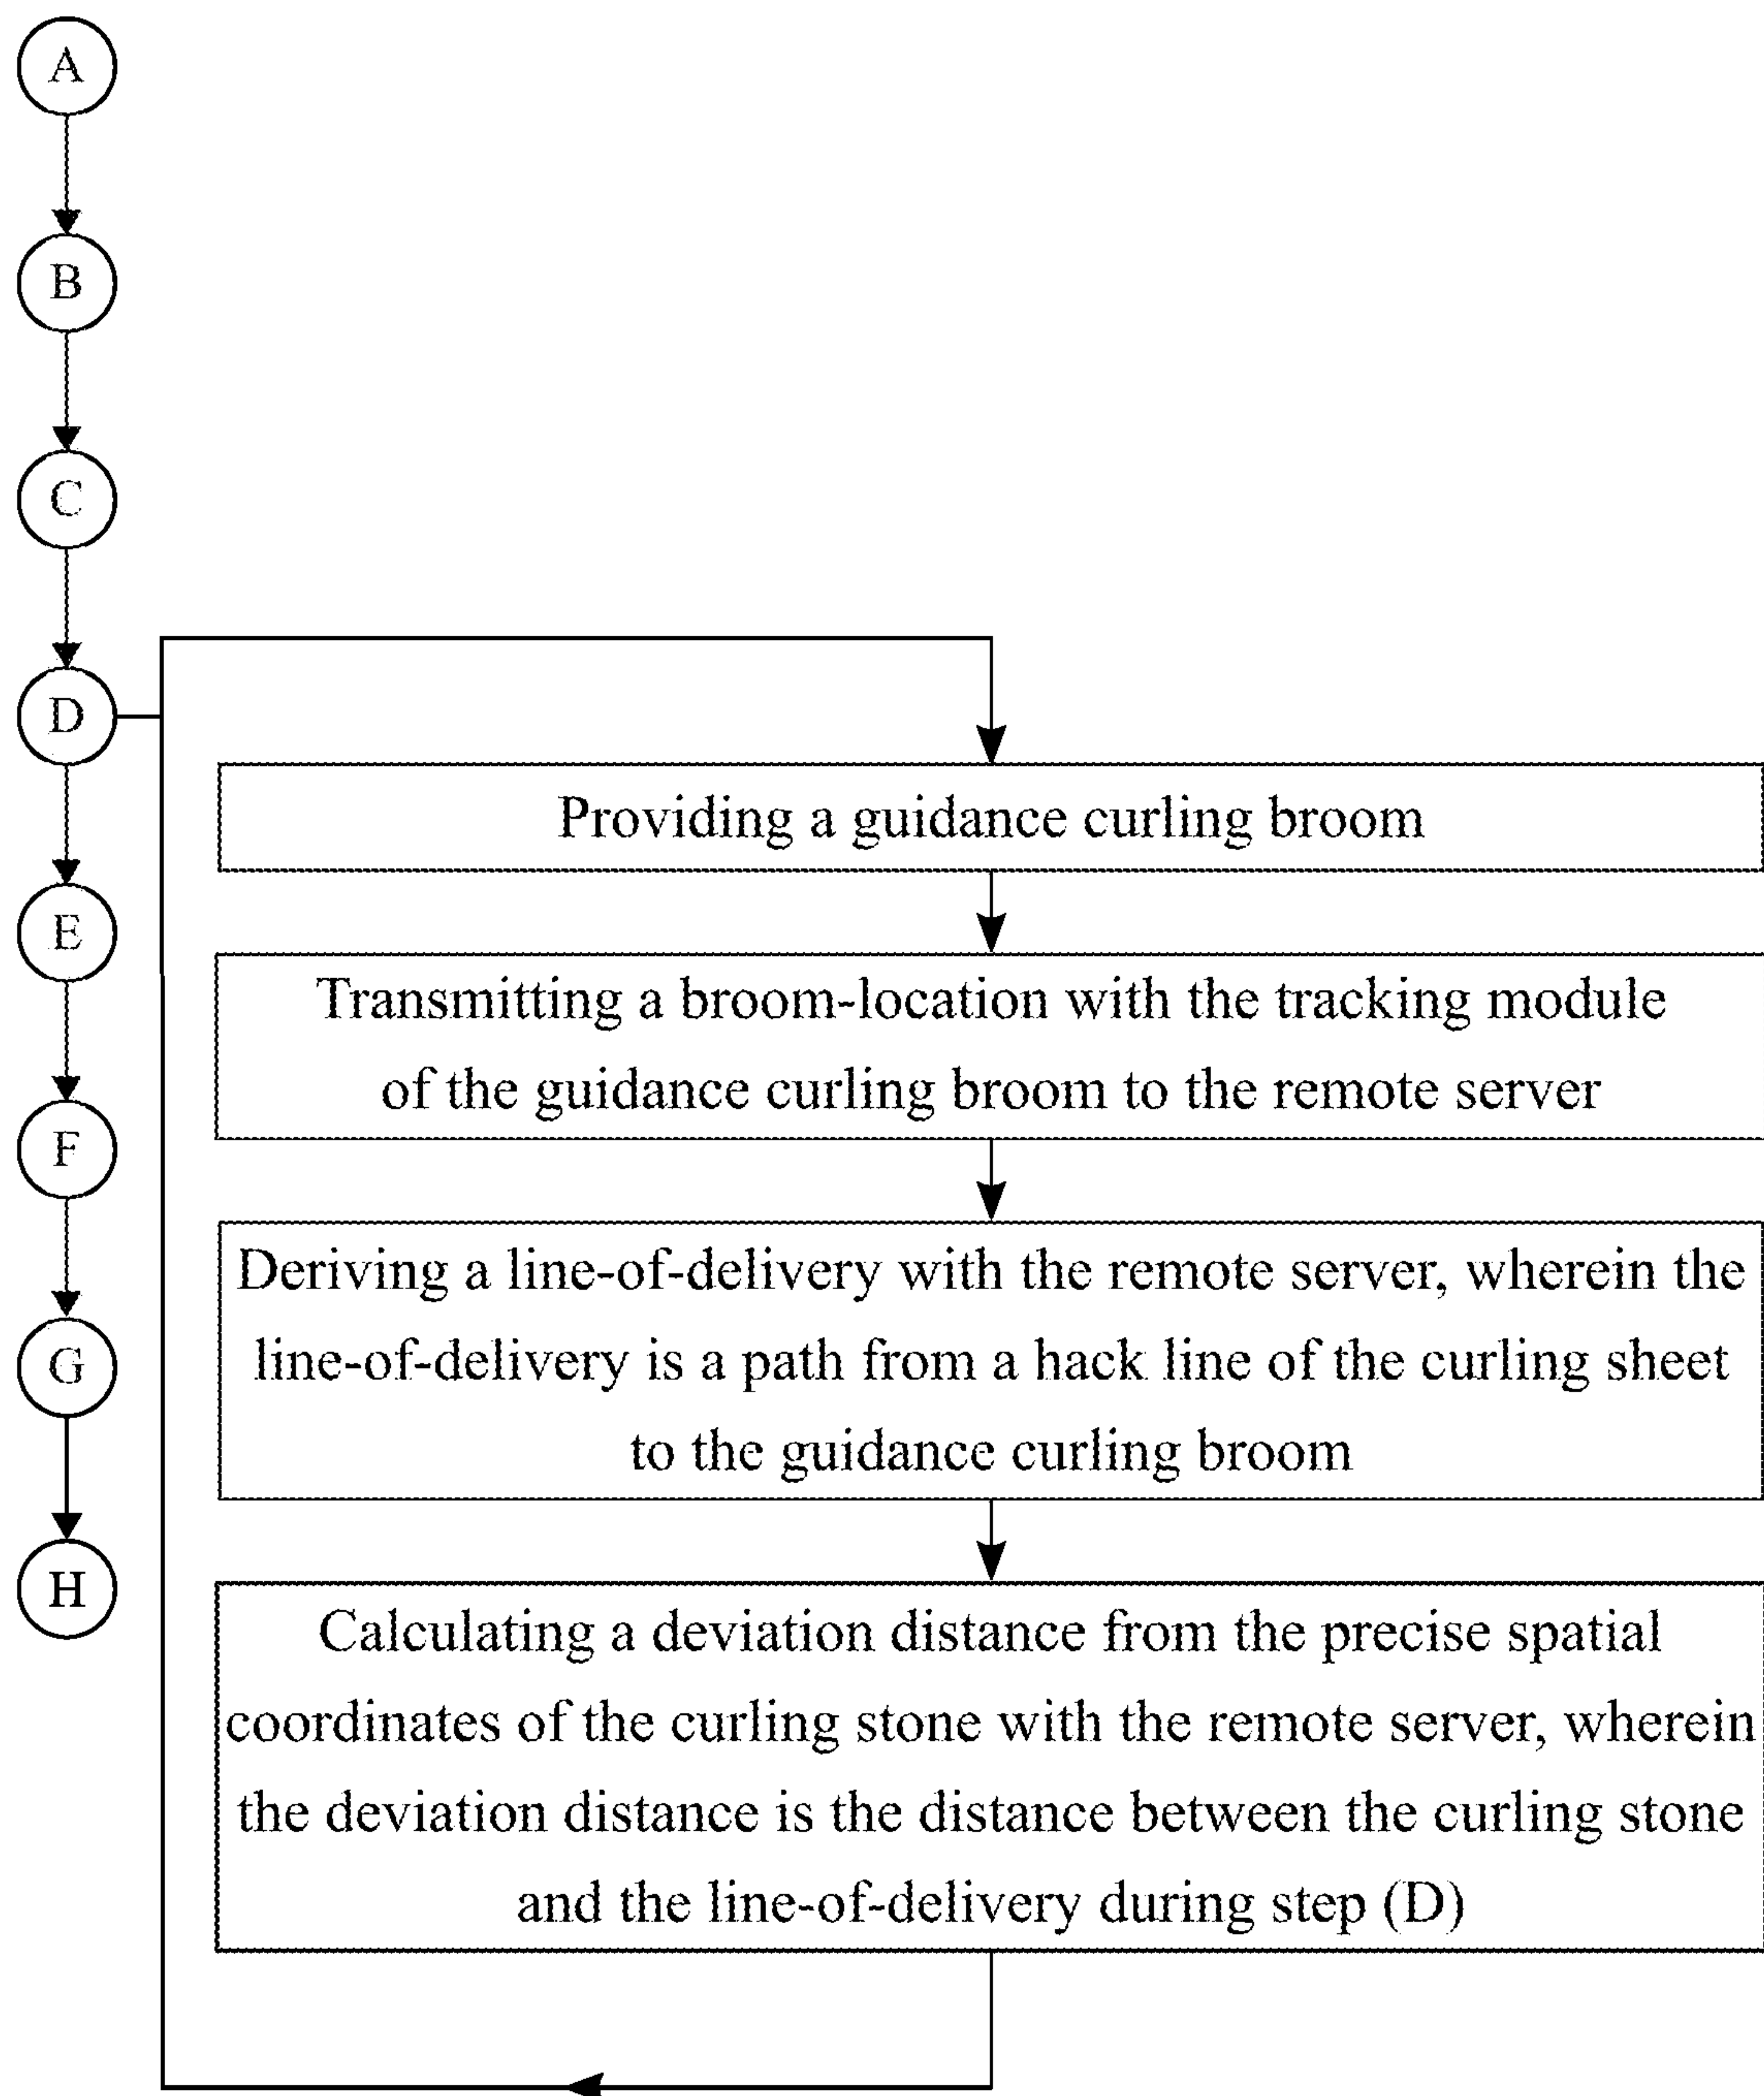 A
B
C
D
Providing a guidance curling broom
E
Transmitting a broom-location with the tracking module
of the guidance curling broom to the remote server
F
Deriving a line-of-delivery with the remote server, wherein the
line-of-delivery is a path from a hack line of the curling sheet
to the guidance curling broom
G
H
Calculating a deviation distance from the precise spatial
coordinates of the curling stone with the remote server, wherein
the deviation distance is the distance between the curling stone
and the line-of-delivery during step (D)